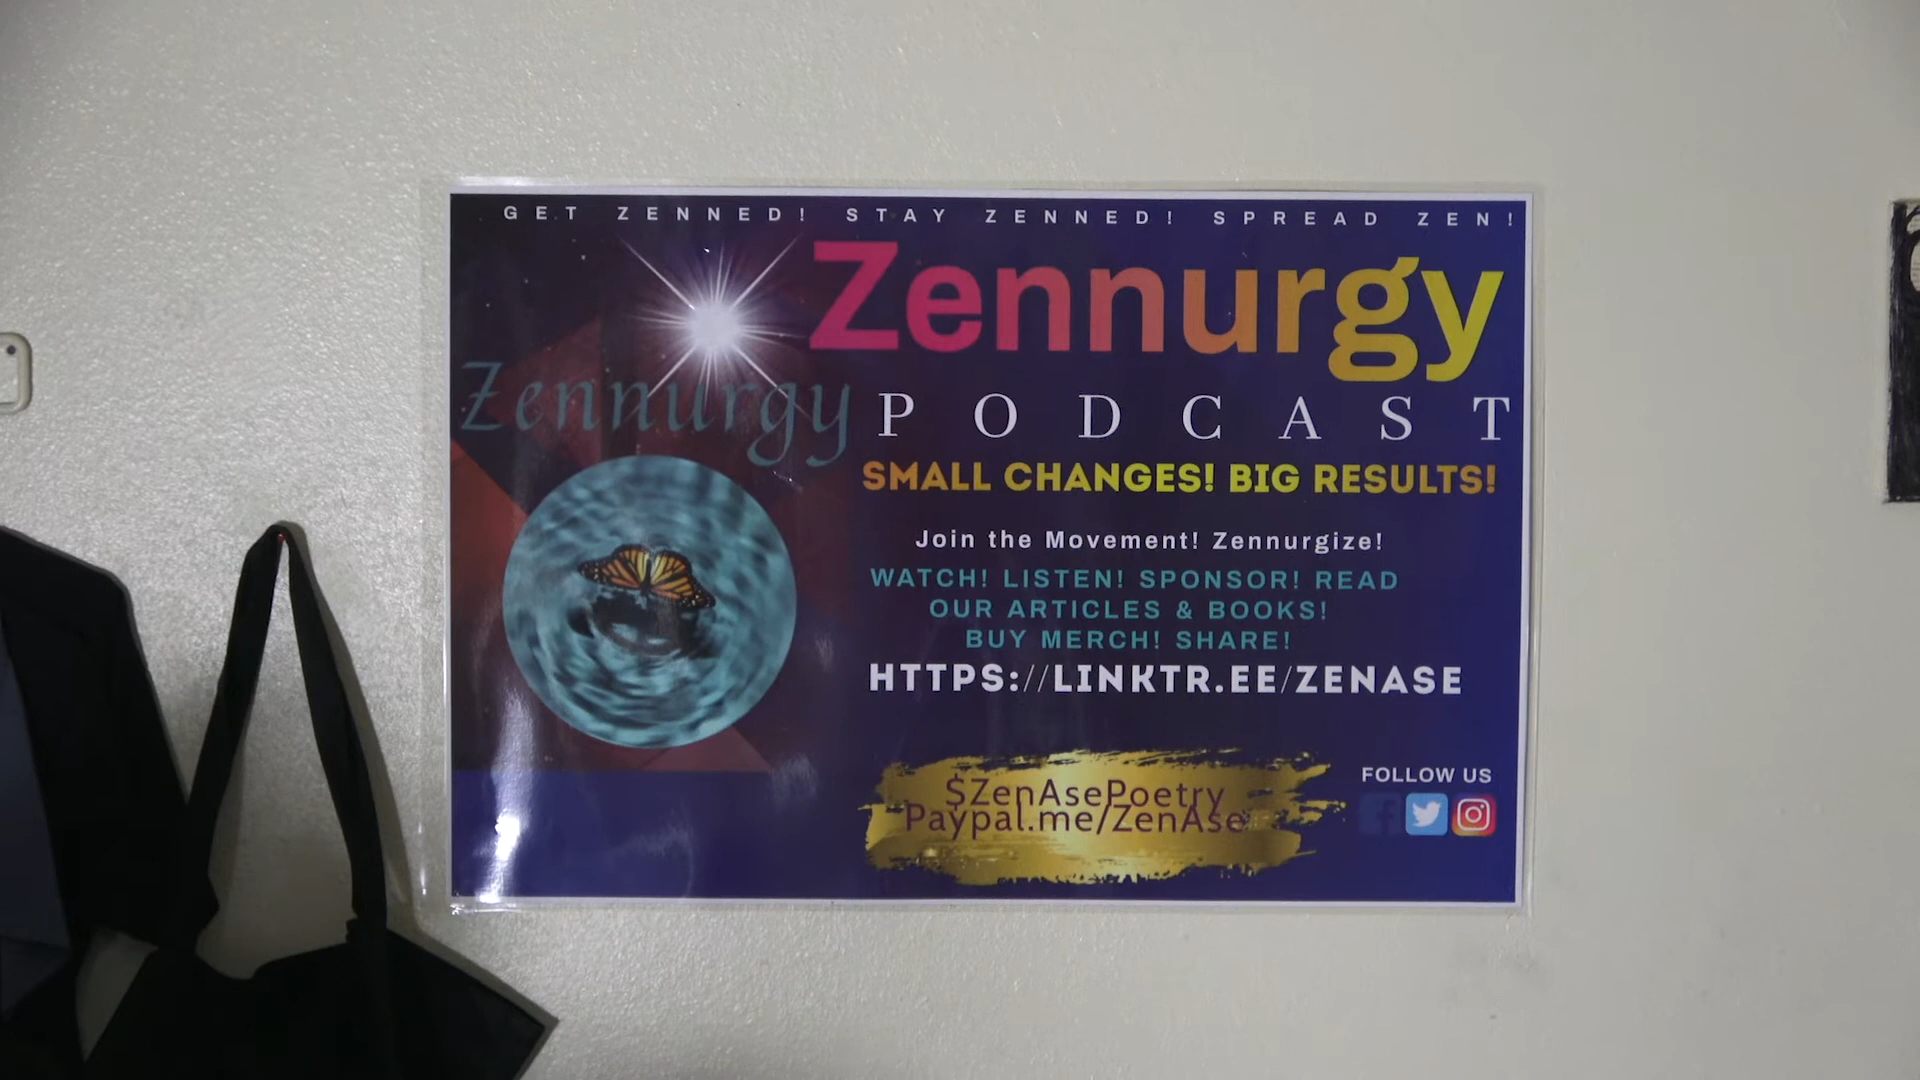 GET ZENNED! STAY ZENNED! SPREAD ZEN!
Zennurgy
Zennurgy
PODCAST
SMALL CHANGES! BIG RESULTS!
Join the Movement! Zennurgize!
WATCH! LISTEN! SPONSOR! READ
OUR ARTICLES & BOOKS!
BUY MERCH! SHARE!
HTTPS://LINKTR.EE/ZENASE
$ZenAsePoetry
Paypal.me/ZenAse
FOLLOW US